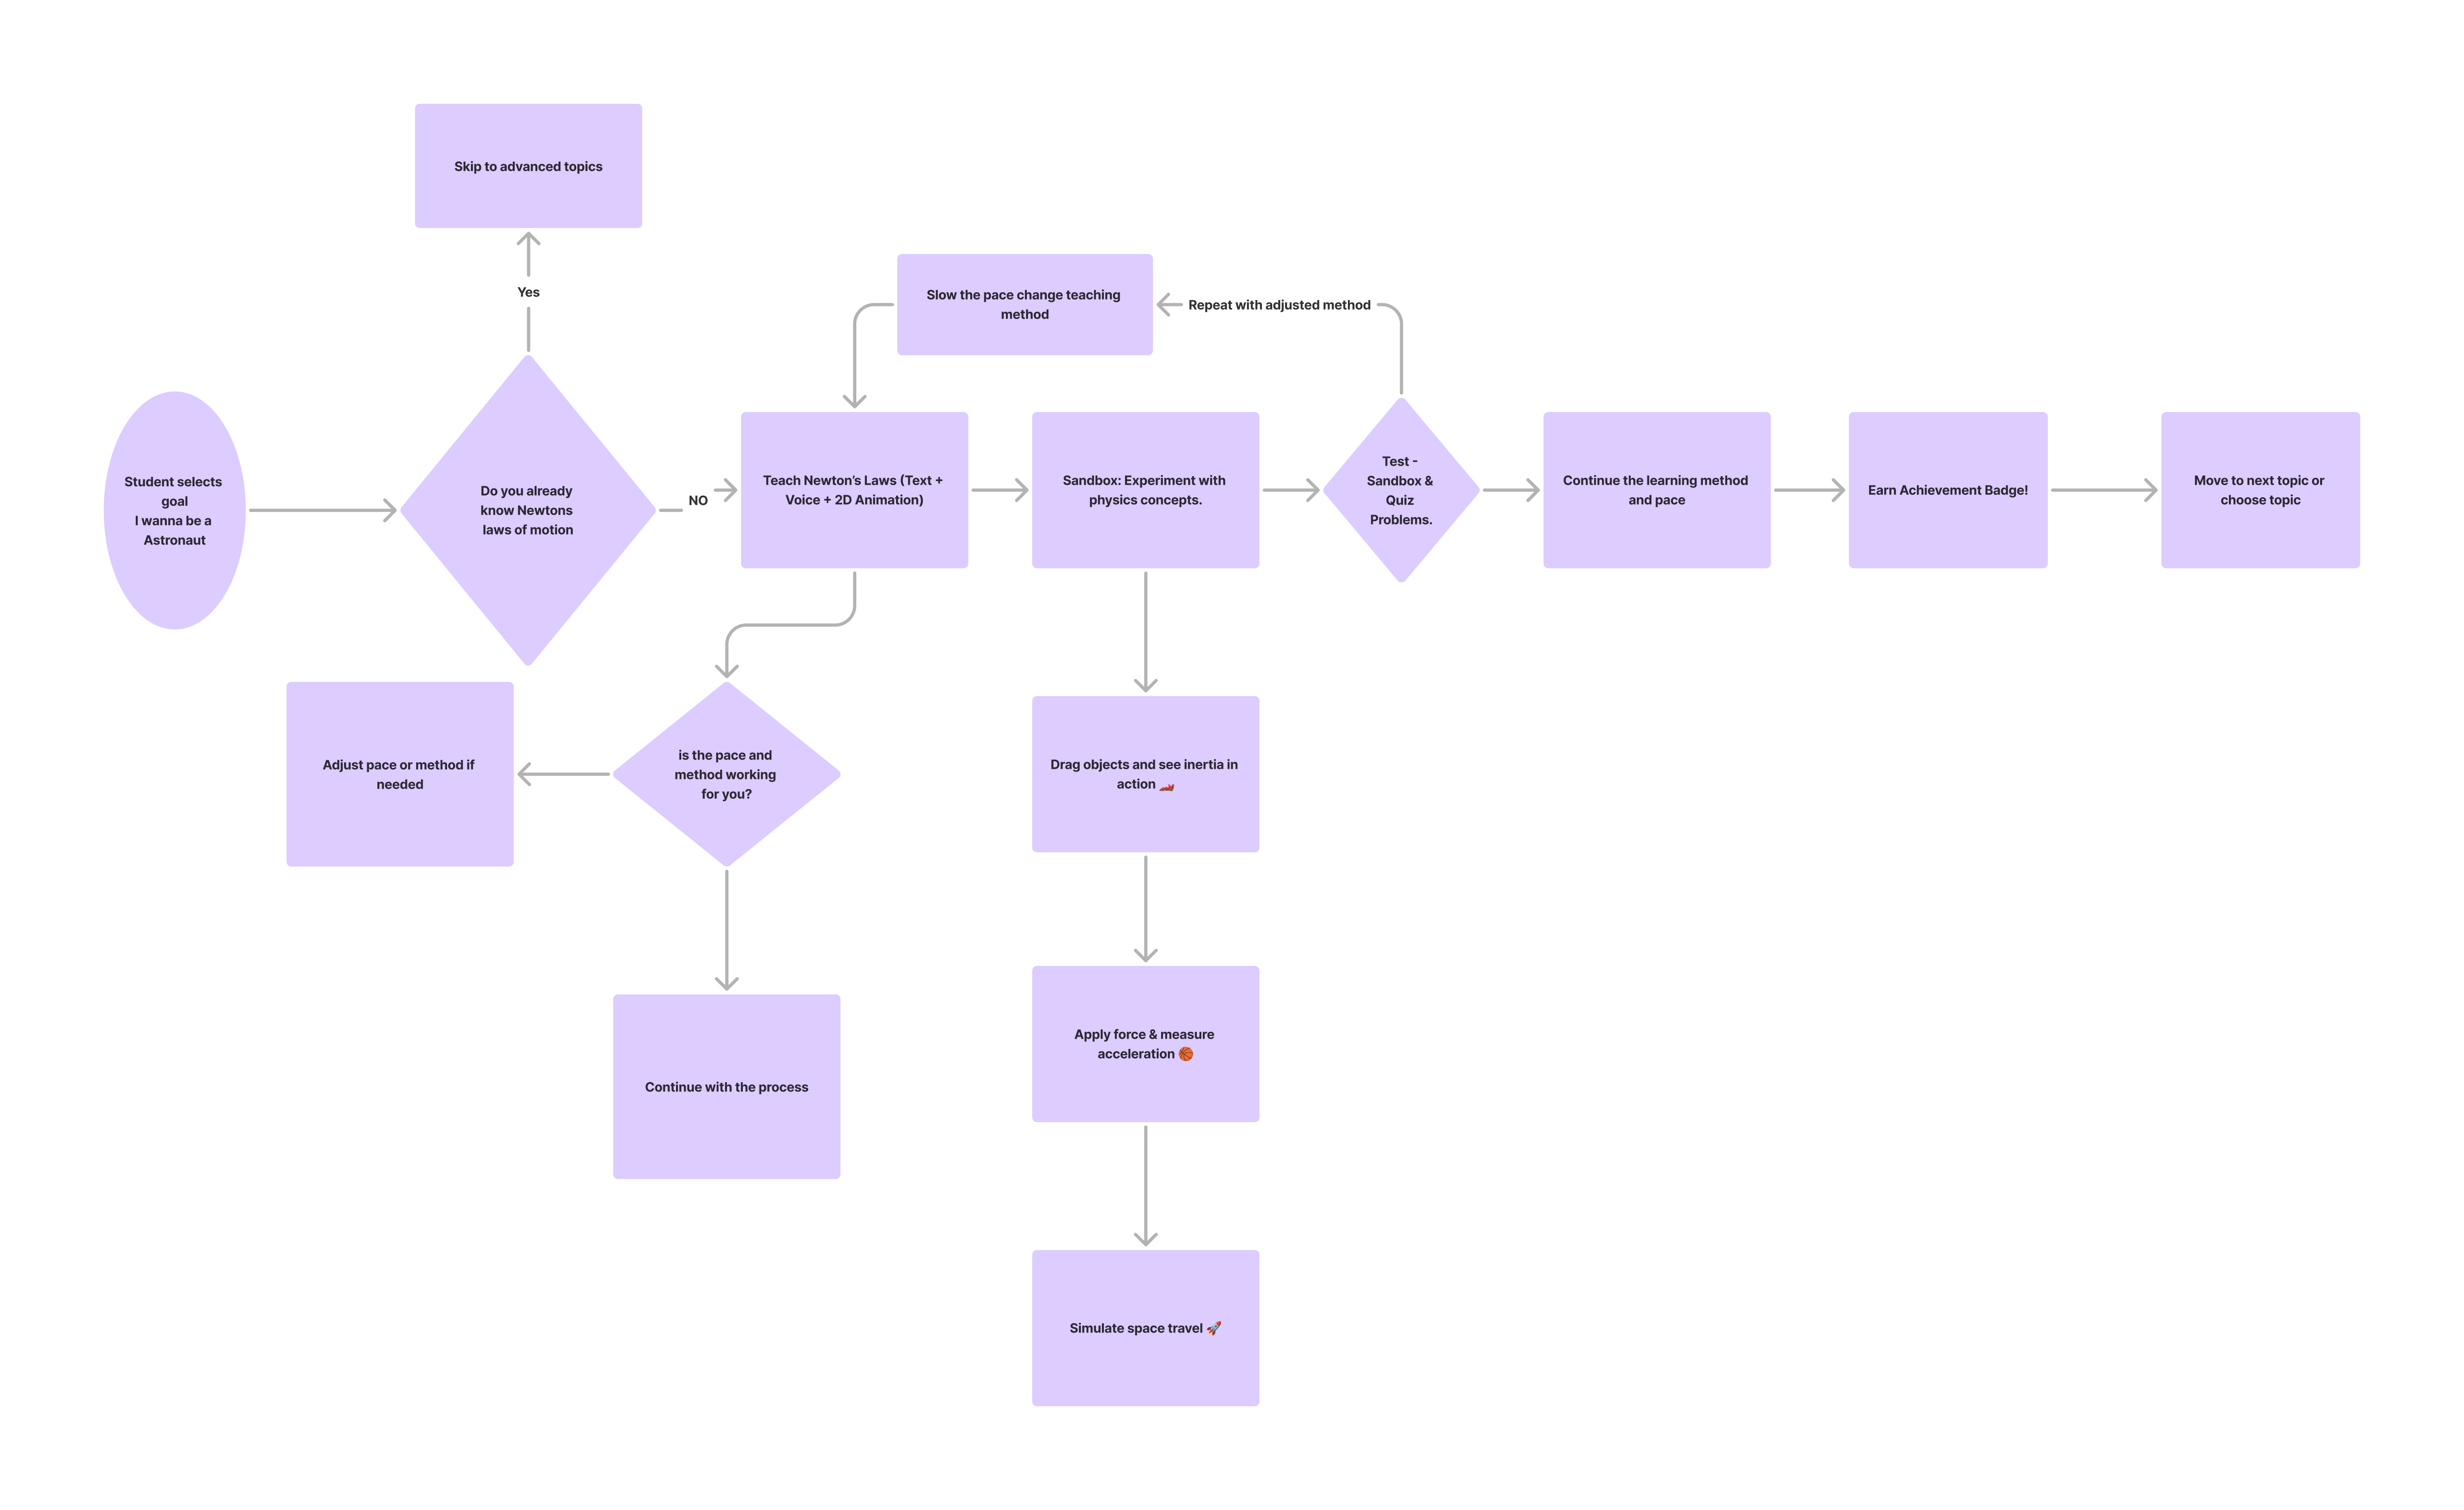 Skip to advanced topics
Yes
Slow the pace change teaching
method
Repeat with adjusted method
Student selects
goal
I wanna be a
Astronaut
Do you already
know Newtons
laws of motion
NO
Teach Newton's Laws (Text +
Voice + 2D Animation)
Sandbox: Experiment with
physics concepts.
Test -
Sandbox &
Quiz
Problems.
Continue the learning method
and pace
Earn Achievement Badge!
Move to next topic or
choose topic
Adjust pace or method if
needed
is the pace and
method working
for you?
Drag objects and see inertia in
action 🏎️
Continue with the process
Apply force & measure
acceleration 🏀
Simulate space travel 🚀